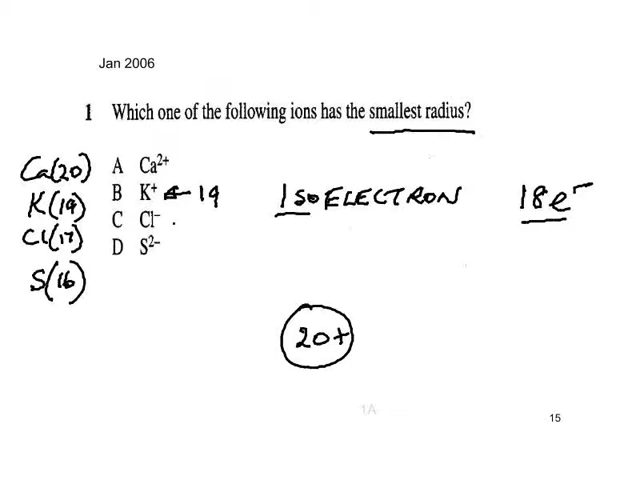 Jan 2006
1 Which one of the following ions has the smallest radius?
Ca(20) A Ca²⁺
K(19) B K⁺ ← 19 ISOELECTRON 18e⁻
Cl(17) C Cl⁻
S(16) D S²⁻
20+
1A
15